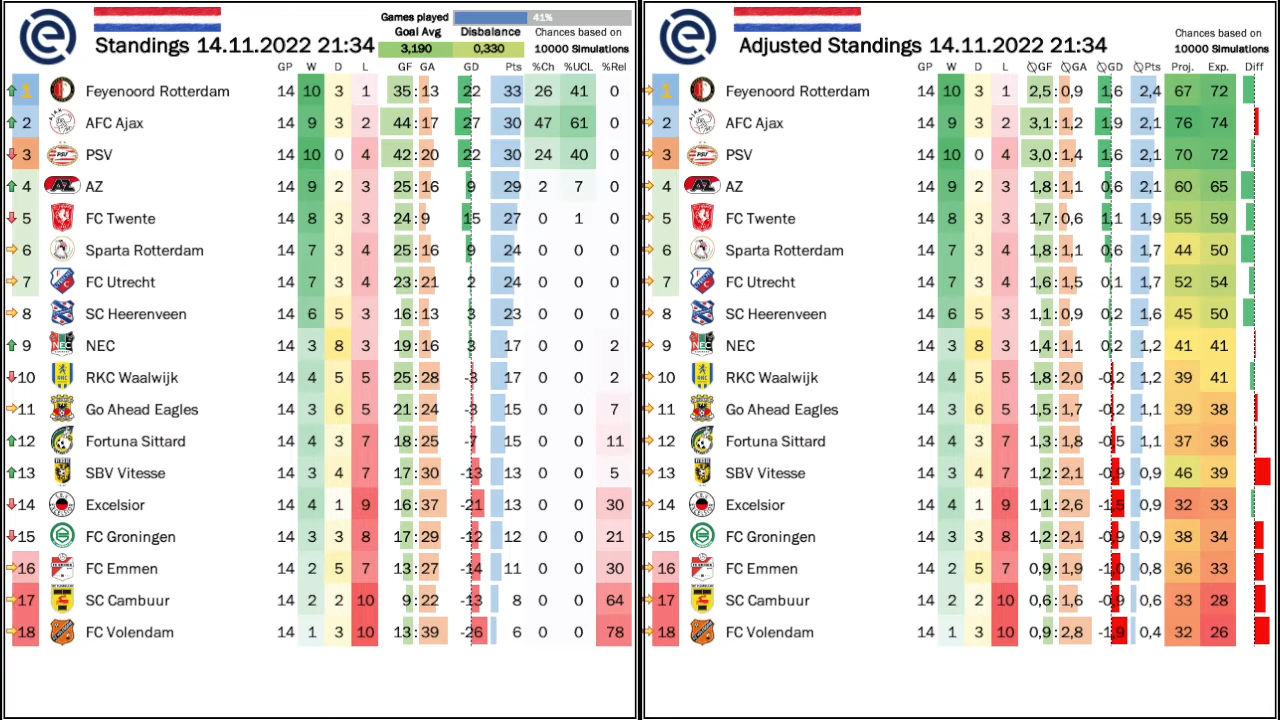 Games played 41%
Goal Avg Disbalance Chances based on
Standings 14.11.2022 21:34 3,190 0,330 10000 Simulations
GP W D L GF GA GD Pts %Ch %UCL %Rel
1 Feyenoord Rotterdam 14 10 3 1 35 : 13 22 33 26 41 0
2 AFC Ajax 14 9 3 2 44 : 17 27 30 47 61 0
3 PSV 14 10 0 4 42 : 20 22 30 24 40 0
4 AZ 14 9 2 3 25 : 16 9 29 2 7 0
5 FC Twente 14 8 3 3 24 : 9 15 27 0 1 0
6 Sparta Rotterdam 14 7 3 4 25 : 16 9 24 0 0 0
7 FC Utrecht 14 7 3 4 23 : 21 2 24 0 0 0
8 SC Heerenveen 14 6 5 3 16 : 13 3 23 0 0 0
9 NEC 14 3 8 3 19 : 16 3 17 0 0 2
10 RKC Waalwijk 14 4 5 5 25 : 28 -3 17 0 0 2
11 Go Ahead Eagles 14 3 6 5 21 : 24 -3 15 0 0 7
12 Fortuna Sittard 14 4 3 7 18 : 25 -7 15 0 0 11
13 SBV Vitesse 14 3 4 7 17 : 30 -13 13 0 0 5
14 Excelsior 14 4 1 9 16 : 37 -21 13 0 0 30
15 FC Groningen 14 3 3 8 17 : 29 -12 12 0 0 21
16 FC Emmen 14 2 5 7 13 : 27 -14 11 0 0 30
17 SC Cambuur 14 2 2 10 9 : 22 -13 8 0 0 64
18 FC Volendam 14 1 3 10 13 : 39 -26 6 0 0 78
Chances based on
Adjusted Standings 14.11.2022 21:34 10000 Simulations
GP W D L ∅GF ∅GA ∅GD ∅Pts Proj. Exp. Diff
1 Feyenoord Rotterdam 14 10 3 1 2,5 : 0,9 1,6 2,4 67 72
2 AFC Ajax 14 9 3 2 3,1 : 1,2 1,9 2,1 76 74
3 PSV 14 10 0 4 3,0 : 1,4 1,6 2,1 70 72
4 AZ 14 9 2 3 1,8 : 1,1 0,6 2,1 60 65
5 FC Twente 14 8 3 3 1,7 : 0,6 1,1 1,9 55 59
6 Sparta Rotterdam 14 7 3 4 1,8 : 1,1 0,6 1,7 44 50
7 FC Utrecht 14 7 3 4 1,6 : 1,5 0,1 1,7 52 54
8 SC Heerenveen 14 6 5 3 1,1 : 0,9 0,2 1,6 45 50
9 NEC 14 3 8 3 1,4 : 1,1 0,2 1,2 41 41
10 RKC Waalwijk 14 4 5 5 1,8 : 2,0 -0,2 1,2 39 41
11 Go Ahead Eagles 14 3 6 5 1,5 : 1,7 -0,2 1,1 39 38
12 Fortuna Sittard 14 4 3 7 1,3 : 1,8 -0,5 1,1 37 36
13 SBV Vitesse 14 3 4 7 1,2 : 2,1 -0,9 0,9 46 39
14 Excelsior 14 4 1 9 1,1 : 2,6 -1,5 0,9 32 33
15 FC Groningen 14 3 3 8 1,2 : 2,1 -0,9 0,9 38 34
16 FC Emmen 14 2 5 7 0,9 : 1,9 -1,0 0,8 36 33
17 SC Cambuur 14 2 2 10 0,6 : 1,6 -0,9 0,6 33 28
18 FC Volendam 14 1 3 10 0,9 : 2,8 -1,9 0,4 32 26